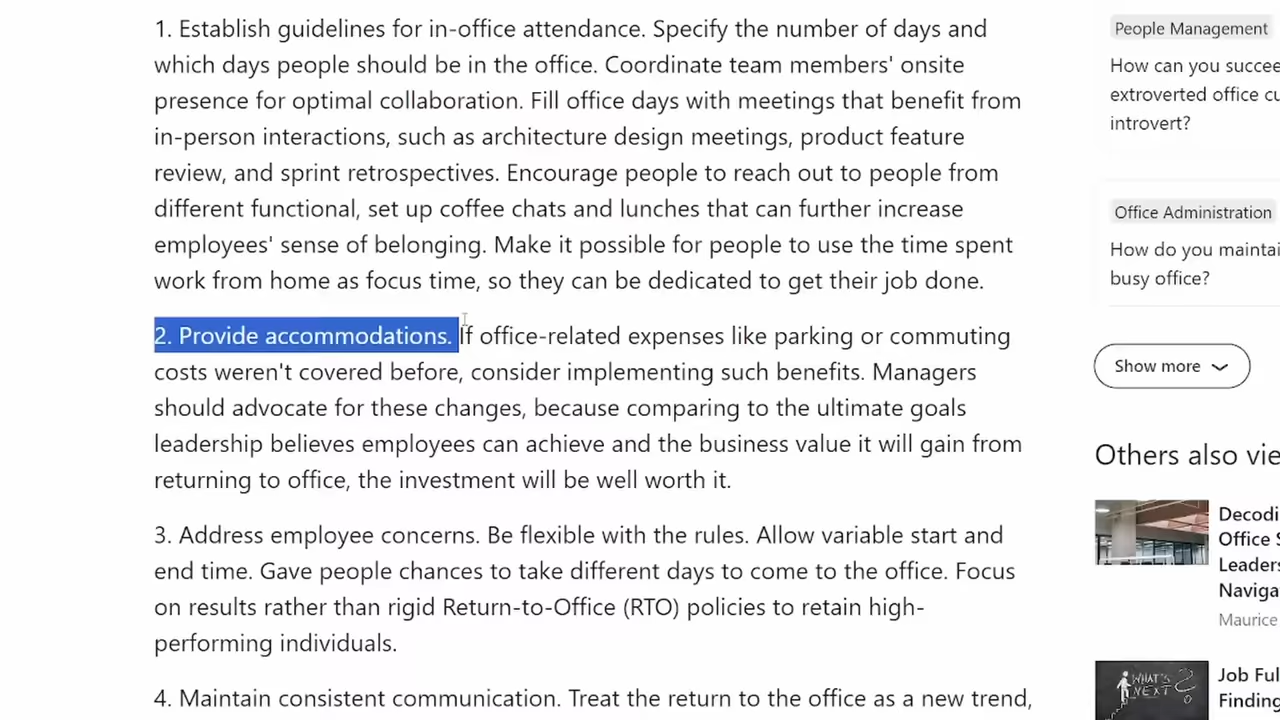 1. Establish guidelines for in-office attendance. Specify the number of days and
which days people should be in the office. Coordinate team members' onsite
presence for optimal collaboration. Fill office days with meetings that benefit from
in-person interactions, such as architecture design meetings, product feature
review, and sprint retrospectives. Encourage people to reach out to people from
different functional, set up coffee chats and lunches that can further increase
employees' sense of belonging. Make it possible for people to use the time spent
work from home as focus time, so they can be dedicated to get their job done.
2. Provide accommodations. If office-related expenses like parking or commuting
costs weren't covered before, consider implementing such benefits. Managers
should advocate for these changes, because comparing to the ultimate goals
leadership believes employees can achieve and the business value it will gain from
returning to office, the investment will be well worth it.
3. Address employee concerns. Be flexible with the rules. Allow variable start and
end time. Gave people chances to take different days to come to the office. Focus
on results rather than rigid Return-to-Office (RTO) policies to retain high-
performing individuals.
4. Maintain consistent communication. Treat the return to the office as a new trend,
People Management
How can you succee
extroverted office cu
introvert?
Office Administration
How do you maintai
busy office?
Show more
Others also vie
Decodi
Office S
Leaders
Naviga
Maurice
WHAT'S
NEXT?
Job Ful
Finding